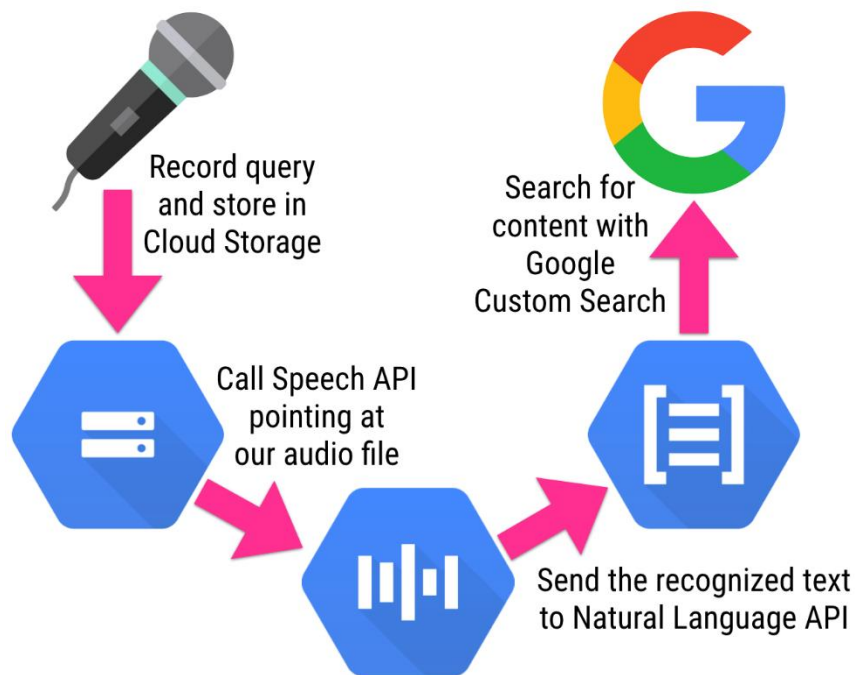 Record query
and store in
Cloud Storage
Call Speech API
pointing at
our audio file
Send the recognized text
to Natural Language API
Search for
content with
Google
Custom Search